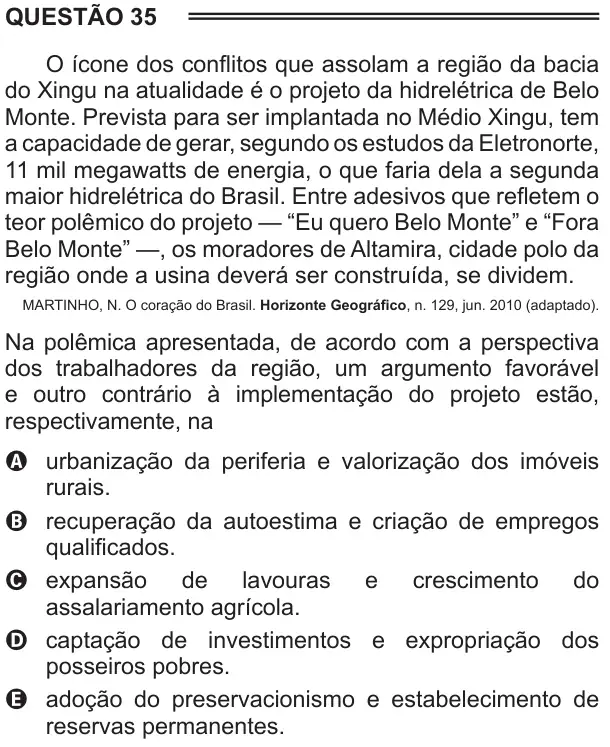 QUESTÃO 35
O ícone dos conflitos que assolam a região da bacia
do Xingu na atualidade é o projeto da hidrelétrica de Belo
Monte. Prevista para ser implantada no Médio Xingu, tem
a capacidade de gerar, segundo os estudos da Eletronorte,
11 mil megawatts de energia, o que faria dela a segunda
maior hidrelétrica do Brasil. Entre adesivos que refletem o
teor polêmico do projeto — “Eu quero Belo Monte” e “Fora
Belo Monte” —, os moradores de Altamira, cidade polo da
região onde a usina deverá ser construída, se dividem.
MARTINHO, N. O coração do Brasil. Horizonte Geográfico, n. 129, jun. 2010 (adaptado).
Na polêmica apresentada, de acordo com a perspectiva
dos trabalhadores da região, um argumento favorável
e outro contrário à implementação do projeto estão,
respectivamente, na
A urbanização da periferia e valorização dos imóveis
rurais.
B recuperação da autoestima e criação de empregos
qualificados.
C expansão de lavouras e crescimento do
assalariamento agrícola.
D captação de investimentos e expropriação dos
posseiros pobres.
E adoção do preservacionismo e estabelecimento de
reservas permanentes.